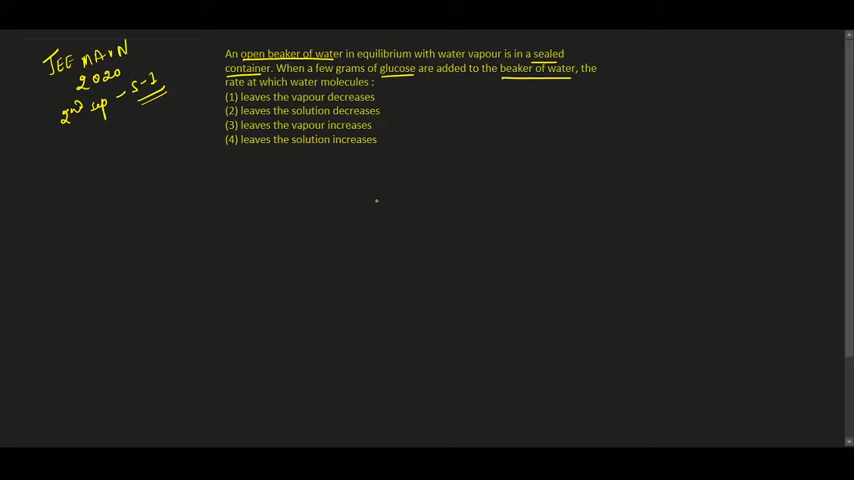 JEE MAIN
2020
2nd sep - S-1
An open beaker of water in equilibrium with water vapour is in a sealed
container. When a few grams of glucose are added to the beaker of water, the
rate at which water molecules :
(1) leaves the vapour decreases
(2) leaves the solution decreases
(3) leaves the vapour increases
(4) leaves the solution increases